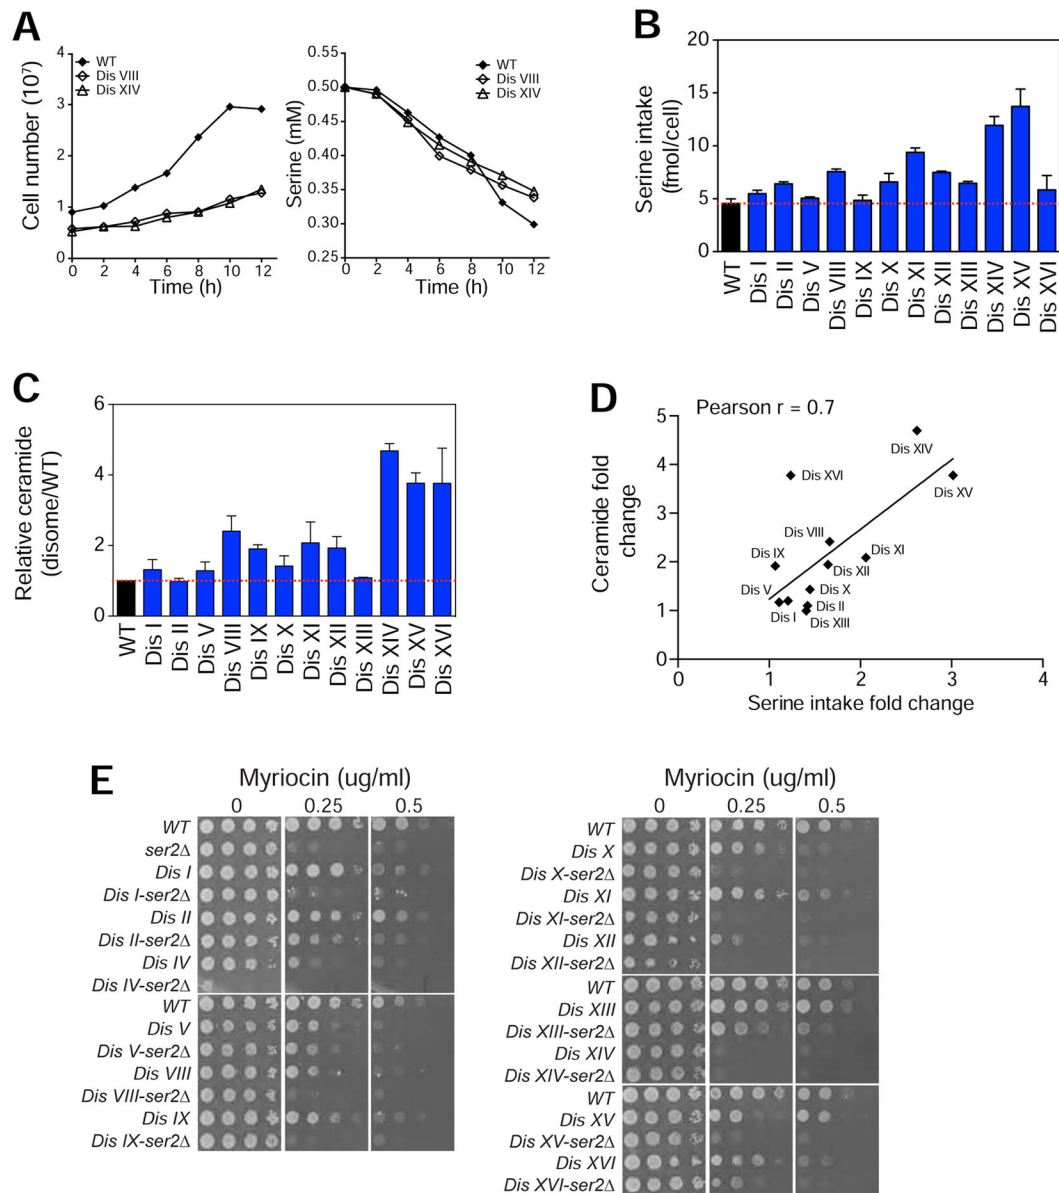 A
Cell number (10⁷)
4
3
2
1
0
0 2 4 6 8 10 12
Time (h)
WT
Dis VIII
Dis XIV
Serine (mM)
0.55
0.50
0.45
0.40
0.35
0.30
0.25
0 2 4 6 8 10 12
Time (h)
WT
Dis VIII
Dis XIV
B
Serine intake
(fmol/cell)
20
15
10
5
0
WT
Dis I
Dis II
Dis V
Dis VIII
Dis IX
Dis X
Dis XI
Dis XII
Dis XIII
Dis XIV
Dis XV
Dis XVI
C
Relative ceramide
(disome/WT)
6
4
2
0
WT
Dis I
Dis II
Dis V
Dis VIII
Dis IX
Dis X
Dis XI
Dis XII
Dis XIII
Dis XIV
Dis XV
Dis XVI
D
Pearson r = 0.7
Ceramide fold
change
5
4
3
2
1
0
Dis XIV
Dis XVI
Dis XV
Dis VIII
Dis XI
Dis IX
Dis XII
Dis V
Dis X
Dis II
Dis I
Dis XIII
0 1 2 3 4
Serine intake fold change
E
Myriocin (ug/ml)
0 0.25 0.5
WT
ser2Δ
Dis I
Dis I-ser2Δ
Dis II
Dis II-ser2Δ
Dis IV
Dis IV-ser2Δ
WT
Dis V
Dis V-ser2Δ
Dis VIII
Dis VIII-ser2Δ
Dis IX
Dis IX-ser2Δ
Myriocin (ug/ml)
0 0.25 0.5
WT
Dis X
Dis X-ser2Δ
Dis XI
Dis XI-ser2Δ
Dis XII
Dis XII-ser2Δ
WT
Dis XIII
Dis XIII-ser2Δ
Dis XIV
Dis XIV-ser2Δ
WT
Dis XV
Dis XV-ser2Δ
Dis XVI
Dis XVI-ser2Δ